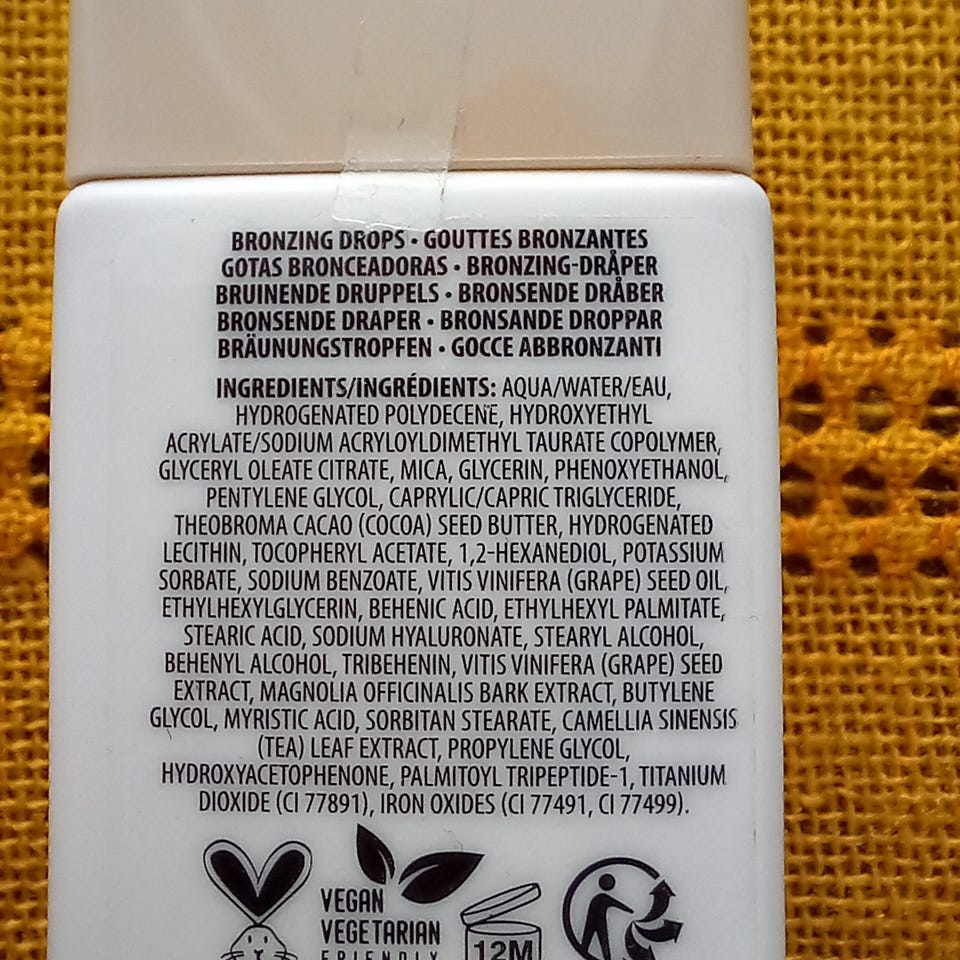 BRONZING DROPS • GOUTTES BRONZANTES
GOTAS BRONCEADORAS • BRONZING-DRÅPER
BRUINENDE DRUPPELS • BRONSENDE DRÅBER
BRONSENDE DRAPER • BRONSANDE DROPPAR
BRÄUNUNGSTROPFEN • GOCCE ABBRONZANTI
INGREDIENTS/INGRÉDIENTS: AQUA/WATER/EAU,
HYDROGENATED POLYDECENE, HYDROXYETHYL
ACRYLATE/SODIUM ACRYLOYLDIMETHYL TAURATE COPOLYMER,
GLYCERYL OLEATE CITRATE, MICA, GLYCERIN, PHENOXYETHANOL,
PENTYLENE GLYCOL, CAPRYLIC/CAPRIC TRIGLYCERIDE,
THEOBROMA CACAO (COCOA) SEED BUTTER, HYDROGENATED
LECITHIN, TOCOPHERYL ACETATE, 1,2-HEXANEDIOL, POTASSIUM
SORBATE, SODIUM BENZOATE, VITIS VINIFERA (GRAPE) SEED OIL,
ETHYLHEXYLGLYCERIN, BEHENIC ACID, ETHYLHEXYL PALMITATE,
STEARIC ACID, SODIUM HYALURONATE, STEARYL ALCOHOL,
BEHENYL ALCOHOL, TRIBEHENIN, VITIS VINIFERA (GRAPE) SEED
EXTRACT, MAGNOLIA OFFICINALIS BARK EXTRACT, BUTYLENE
GLYCOL, MYRISTIC ACID, SORBITAN STEARATE, CAMELLIA SINENSIS
(TEA) LEAF EXTRACT, PROPYLENE GLYCOL,
HYDROXYACETOPHENONE, PALMITOYL TRIPEPTIDE-1, TITANIUM
DIOXIDE (CI 77891), IRON OXIDES (CI 77491, CI 77499).
VEGAN
VEGETARIAN
FRIENDLY
12M